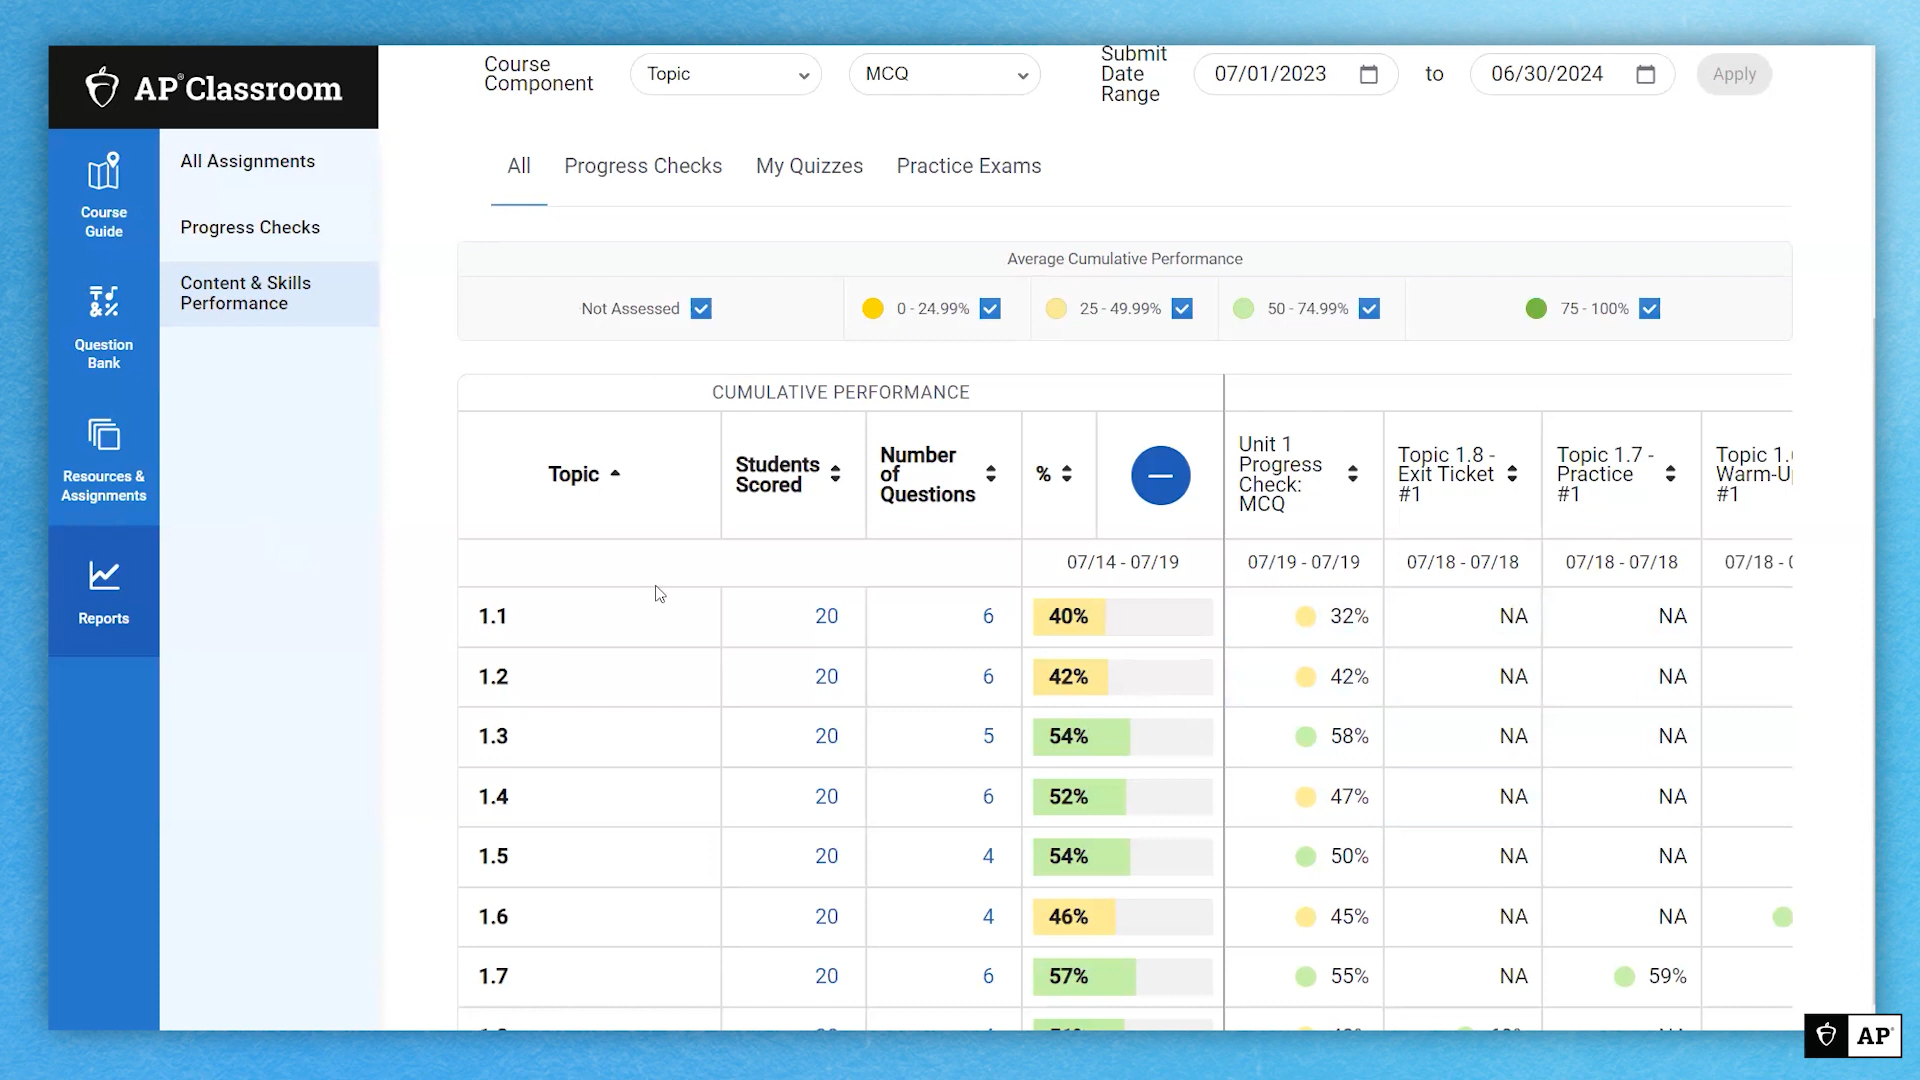 AP® Classroom
Course
Guide
Question
Bank
Resources &
Assignments
Reports
All Assignments
Progress Checks
Content & Skills
Performance
Course
Component
Topic
MCQ
Submit
Date
Range
07/01/2023
to
06/30/2024
Apply
All
Progress Checks
My Quizzes
Practice Exams
Average Cumulative Performance
Not Assessed
0 - 24.99%
25 - 49.99%
50 - 74.99%
75 - 100%
CUMULATIVE PERFORMANCE
Topic
Students
Scored
Number
of
Questions
%
Unit 1
Progress
Check:
MCQ
Topic 1.8 -
Exit Ticket
#1
Topic 1.7 -
Practice
#1
Topic
#1
07/14 - 07/19
07/19 - 07/19
07/18 - 07/18
07/18 - 07/18
07/18 -
1.1 20 6 40% 32% NA NA
1.2 20 6 42% 42% NA NA
1.3 20 5 54% 58% NA NA
1.4 20 6 52% 47% NA NA
1.5 20 4 54% 50% NA NA
1.6 20 4 46% 45% NA NA
1.7 20 6 57% 55% NA 59%
AP®